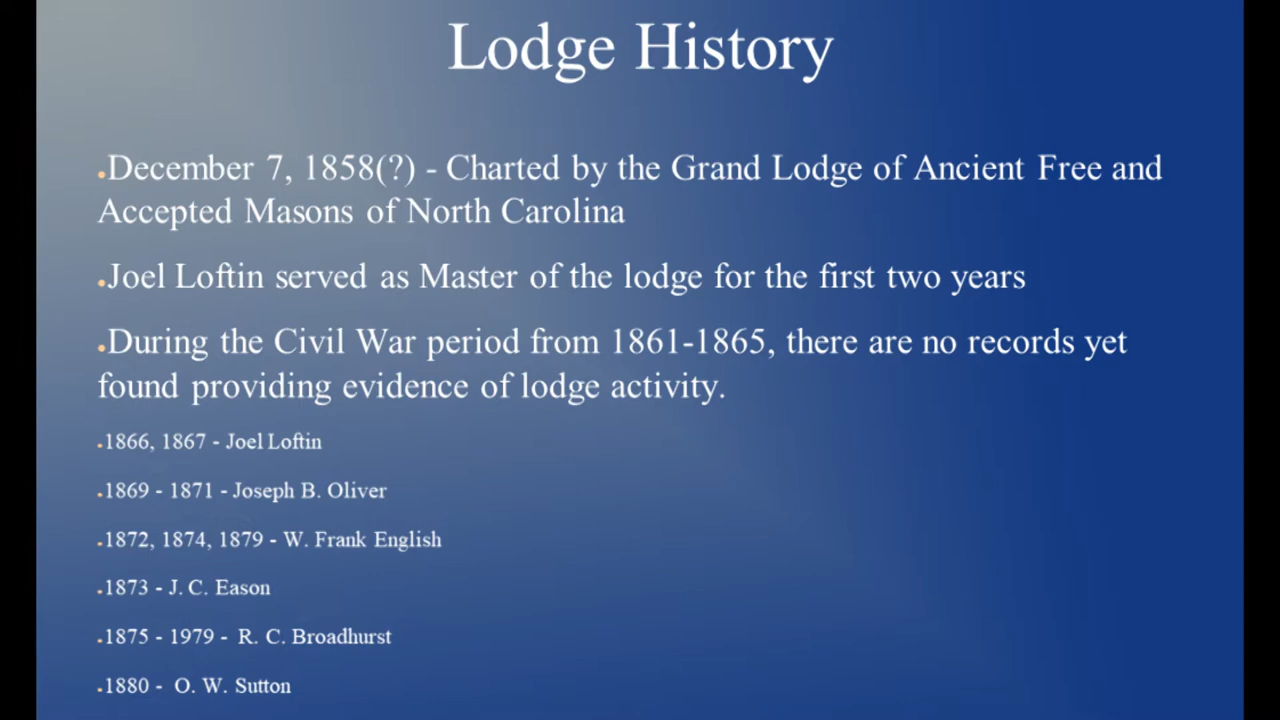 Lodge History
•December 7, 1858(?) - Charted by the Grand Lodge of Ancient Free and
Accepted Masons of North Carolina
•Joel Loftin served as Master of the lodge for the first two years
•During the Civil War period from 1861-1865, there are no records yet
found providing evidence of lodge activity.
•1866, 1867 - Joel Loftin
•1869 - 1871 - Joseph B. Oliver
•1872, 1874, 1879 - W. Frank English
•1873 - J. C. Eason
•1875 - 1979 - R. C. Broadhurst
•1880 - O. W. Sutton